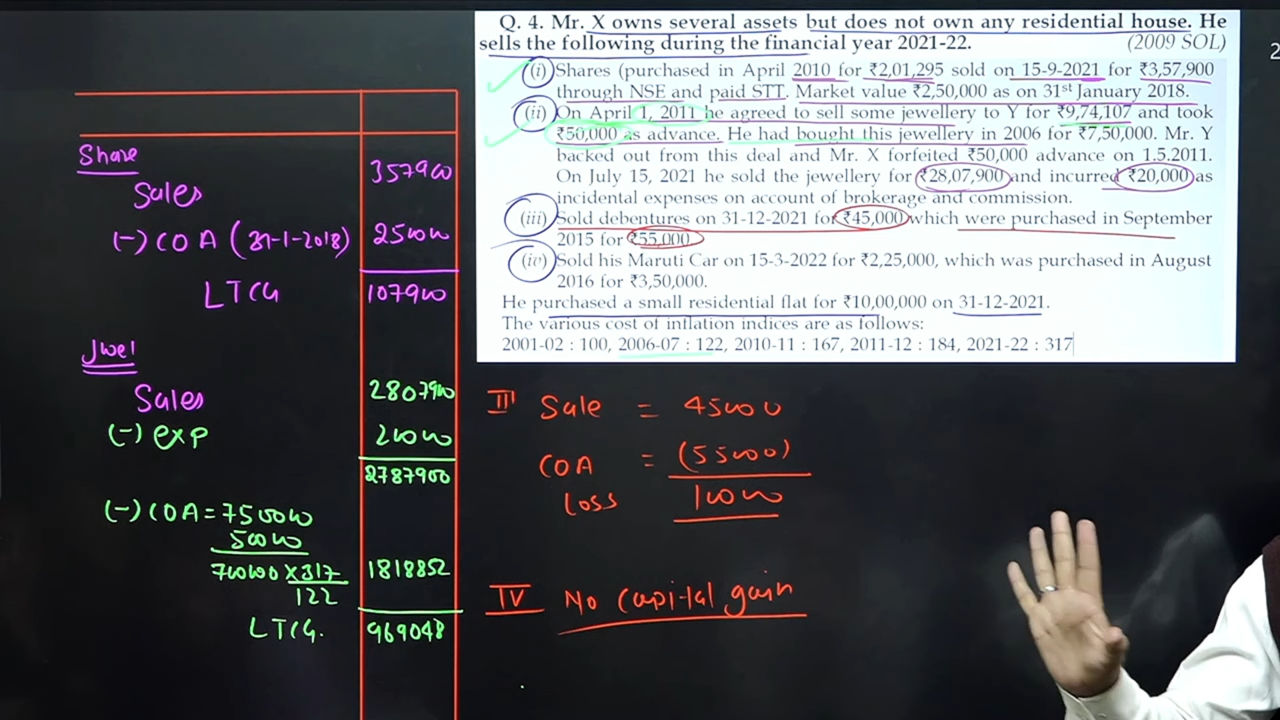 Q. 4. Mr. X owns several assets but does not own any residential house. He
sells the following during the financial year 2021-22. (2009 SOL)
(i) Shares (purchased in April 2010 for ₹2,01,295 sold on 15-9-2021 for ₹3,57,900
through NSE and paid STT. Market value ₹2,50,000 as on 31st January 2018.
(ii) On April 1, 2011 he agreed to sell some jewellery to Y for ₹9,74,107 and took
₹50,000 as advance. He had bought this jewellery in 2006 for ₹7,50,000. Mr. Y
backed out from this deal and Mr. X forfeited ₹50,000 advance on 1.5.2011.
On July 15, 2021 he sold the jewellery for ₹28,07,900 and incurred ₹20,000 as
incidental expenses on account of brokerage and commission.
(iii) Sold debentures on 31-12-2021 for ₹45,000 which were purchased in September
2015 for ₹55,000.
(iv) Sold his Maruti Car on 15-3-2022 for ₹2,25,000, which was purchased in August
2016 for ₹3,50,000.
He purchased a small residential flat for ₹10,00,000 on 31-12-2021.
The various cost of inflation indices are as follows:
2001-02 : 100, 2006-07 : 122, 2010-11 : 167, 2011-12 : 184, 2021-22 : 317
2
Share
Sales 357900
(-) COA (31-1-2018) 250000
LTCG 107900
Jwel
Sales 2807900
(-) exp 20000
2787900
(-) COA = 750000
50000
700000 × 317 1818852
122
LTCG. 969048
III Sale = 45000
COA = (55000)
Loss 10000
IV No capital gain